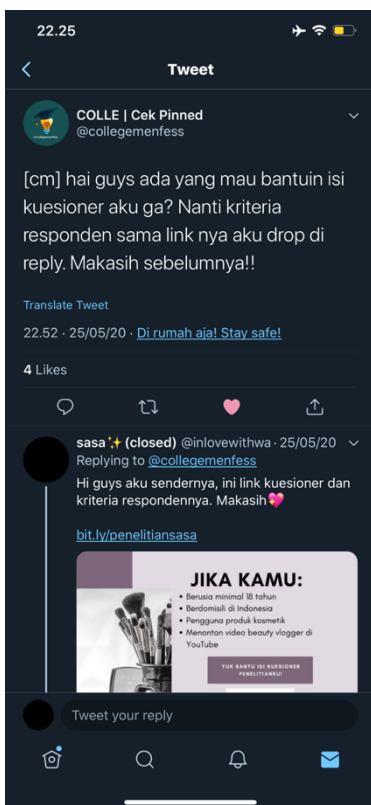 22.25
Tweet
COLLE | Cek Pinned
@collegemenfess
[cm] hai guys ada yang mau bantuin isi
kuesioner aku ga? Nanti kriteria
responden sama link nya aku drop di
reply. Makasih sebelumnya!!
Translate Tweet
22.52 · 25/05/20 · Di rumah aja! Stay safe!
4 Likes
sasa✨ (closed) @inlovewithwa · 25/05/20
Replying to @collegemenfess
Hi guys aku sendernya, ini link kuesioner dan
kriteria respondennya. Makasih💖
bit.ly/penelitiansasa
JIKA KAMU:
• Berusia minimal 18 tahun
• Berdomisili di Indonesia
• Pengguna produk kosmetik
• Menonton video beauty vlogger di
YouTube
YUK BANTU ISI KUESIONER
PENELITIANKU!
Tweet your reply